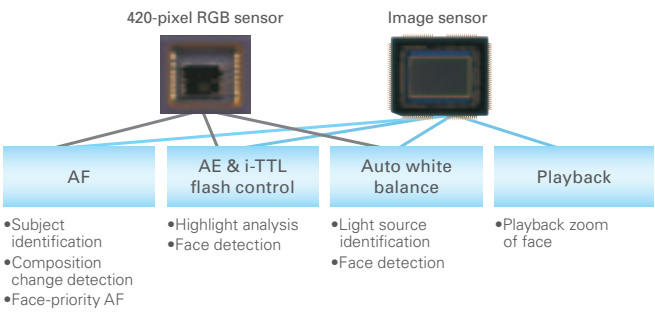 420-pixel RGB sensor
Image sensor
AF
AE & i-TTL
flash control
Auto white
balance
Playback
•Subject
identification
•Composition
change detection
•Face-priority AF
•Highlight analysis
•Face detection
•Light source
identification
•Face detection
•Playback zoom
of face